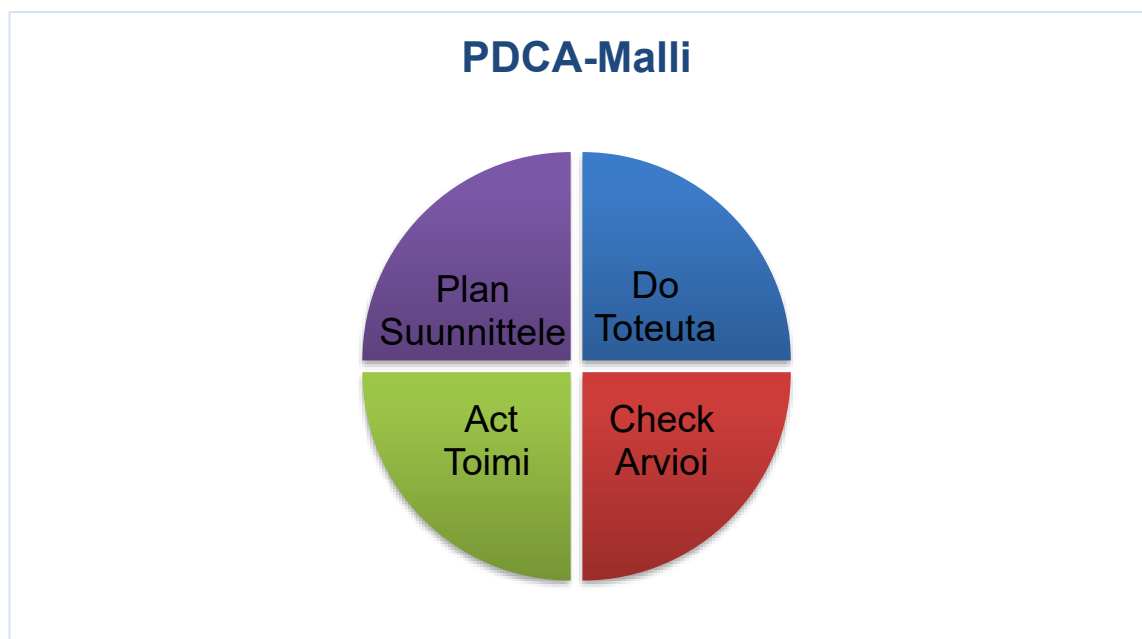 PDCA-Malli
Plan
Suunnittele
Do
Toteuta
Act
Toimi
Check
Arvioi